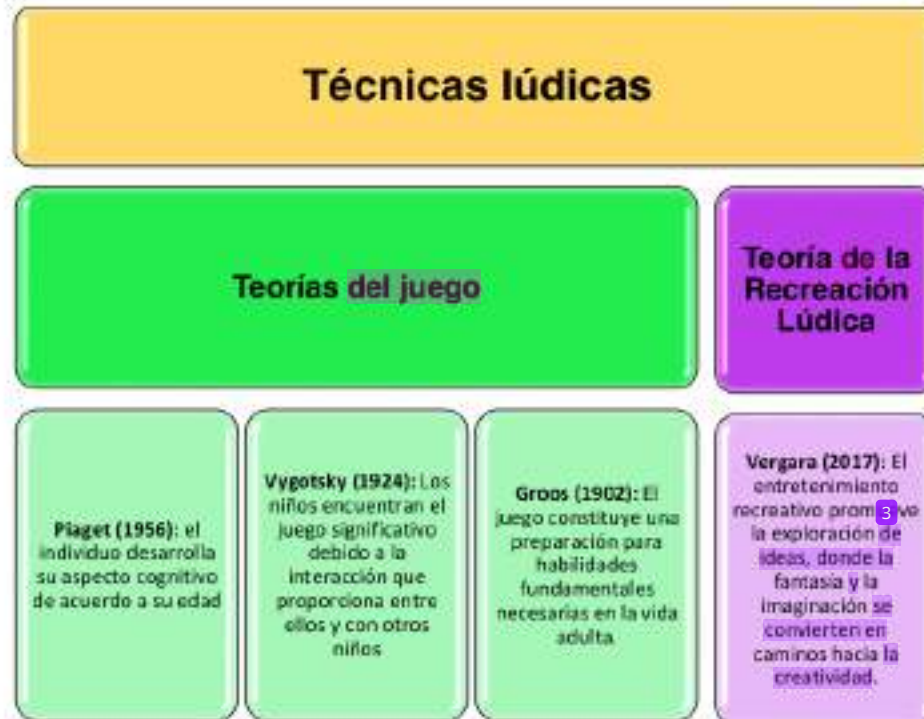 Técnicas lúdicas
Teorías del juego
Teoría de la
Recreación
Lúdica
Piaget (1956): el
individuo desarrolla
su aspecto cognitivo
de acuerdo a su edad
Vygotsky (1924): Los
niños encuentran el
juego significativo
debido a la
interacción que
proporciona entre
ellos y con otros
niños
Groos (1902): El
juego constituye una
preparación para
habilidades
fundamentales
necesarias en la vida
adulta.
Vergara (2017): El
entretenimiento
recreativo prom 3 ve
la exploración de
ideas, donde la
fantasía y la
imaginación se
convierten en
caminos hacia la
creatividad.